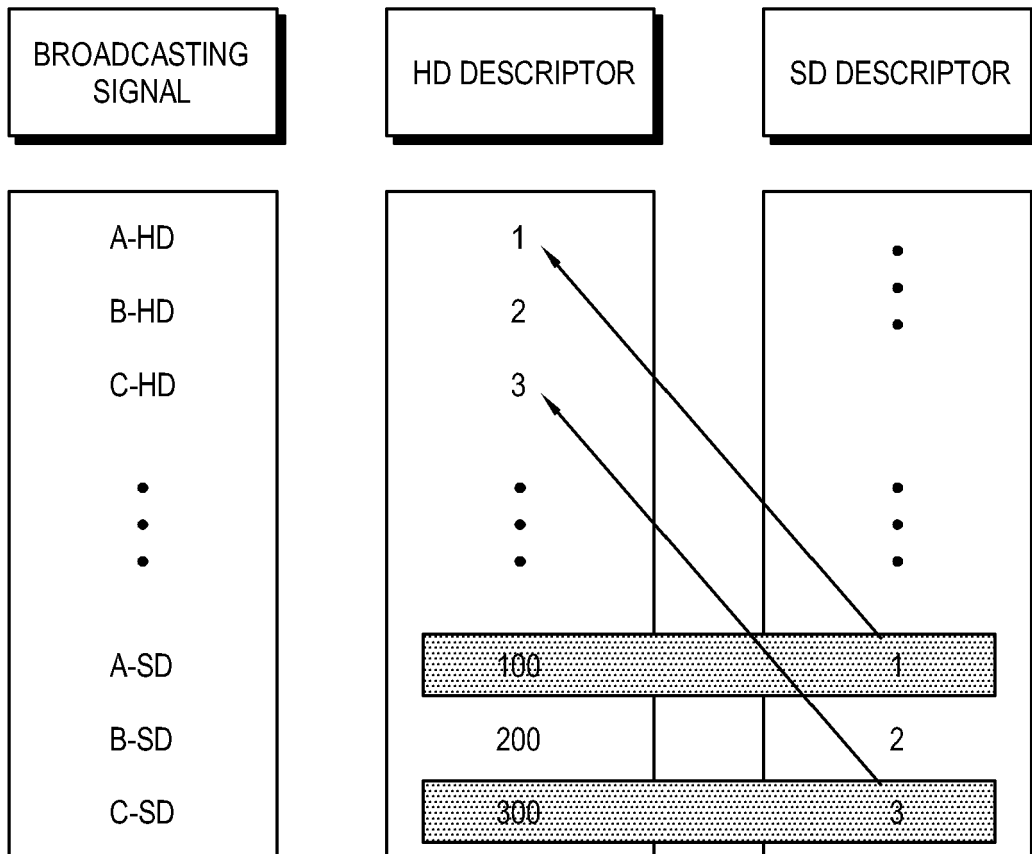 BROADCASTING
SIGNAL
HD DESCRIPTOR
SD DESCRIPTOR
A-HD 1
B-HD 2
C-HD 3
A-SD 100 1
B-SD 200 2
C-SD 300 3